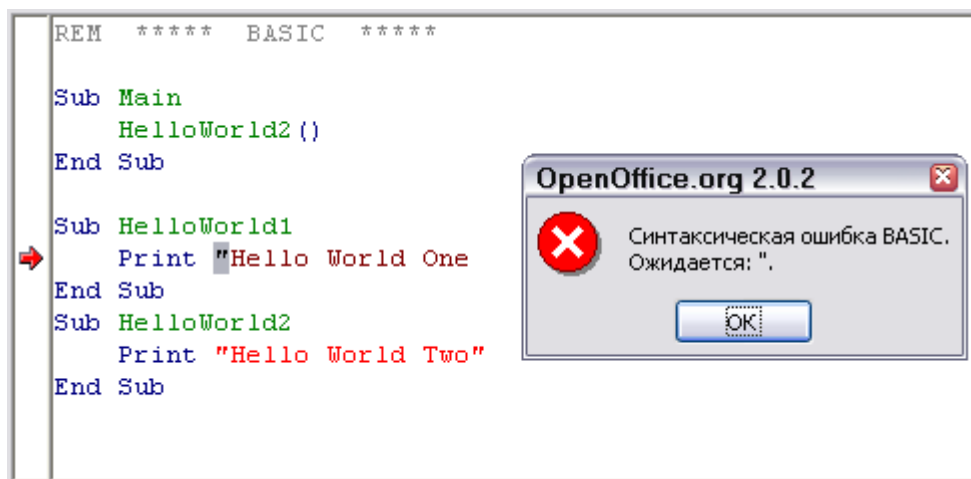 REM  *****  BASIC  *****
Sub Main
    HelloWorld2()
End Sub
Sub HelloWorld1
    Print "Hello World One
End Sub
Sub HelloWorld2
    Print "Hello World Two"
End Sub
OpenOffice.org 2.0.2
Синтаксическая ошибка BASIC.
Ожидается: ".
OK